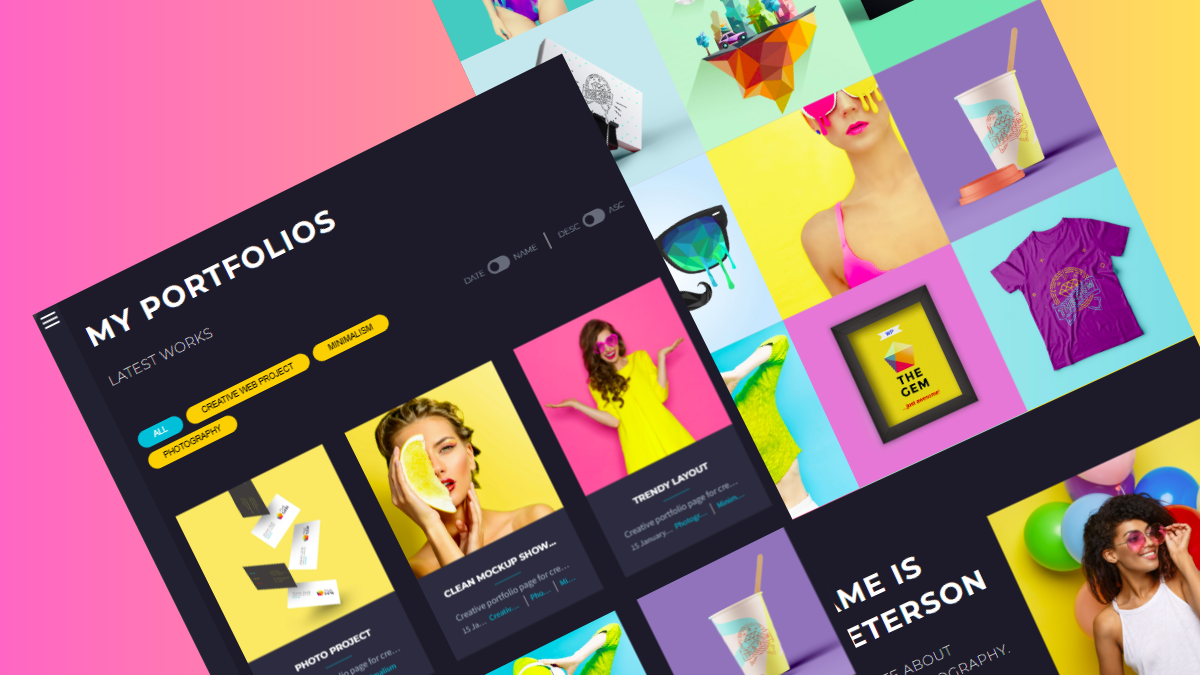 MY PORTFOLIOS
LATEST WORKS
DATE NAME | DESC ASC
ALL
CREATIVE WEB PROJECT
MINIMALISM
PHOTOGRAPHY
PHOTO PROJECT
Creative portfolio page for cre...
CLEAN MOCKUP SHOW...
Creative portfolio page for cre...
15 Ja... Creativ... | Pho... | Mi...
TRENDY LAYOUT
Creative portfolio page for cre...
15 January... Photogr... | Minim...
WP
THE
GEM
AME IS
ETERSON
ABOUT
OGRAPHY.